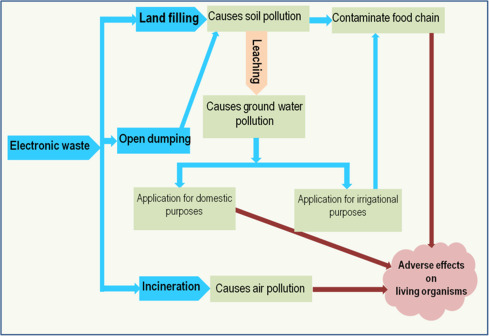 Land filling
Causes soil pollution
Contaminate food chain
Leaching
Causes ground water
pollution
Electronic waste
Open dumping
Application for domestic
purposes
Application for irrigational
purposes
Adverse effects
on
living organisms
Incineration
Causes air pollution